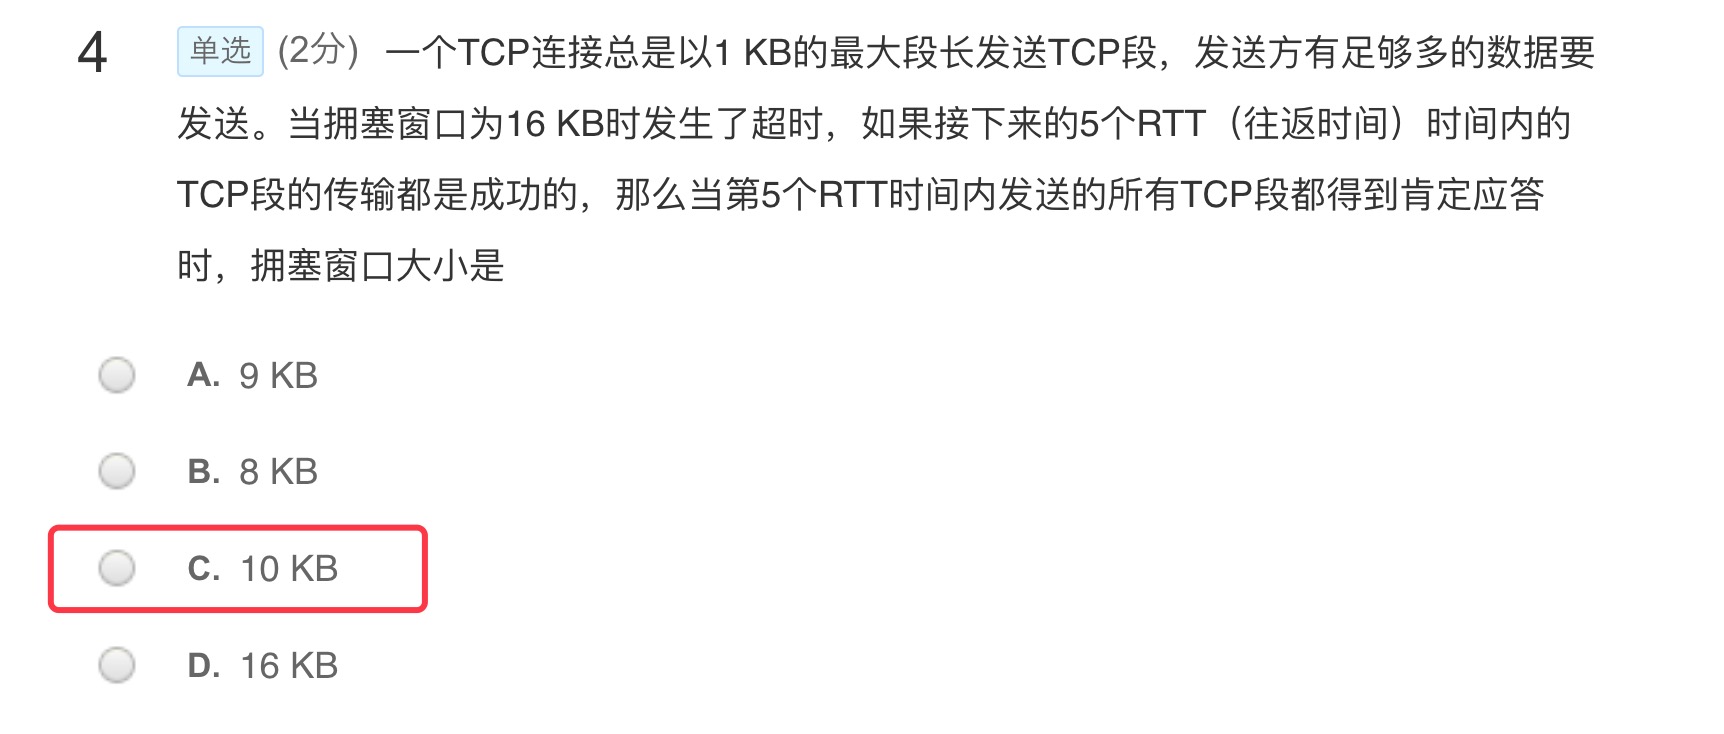 4 单选 (2分) 一个TCP连接总是以1 KB的最大段长发送TCP段，发送方有足够多的数据要
发送。当拥塞窗口为16 KB时发生了超时，如果接下来的5个RTT（往返时间）时间内的
TCP段的传输都是成功的，那么当第5个RTT时间内发送的所有TCP段都得到肯定应答
时，拥塞窗口大小是
A. 9 KB
B. 8 KB
C. 10 KB
D. 16 KB